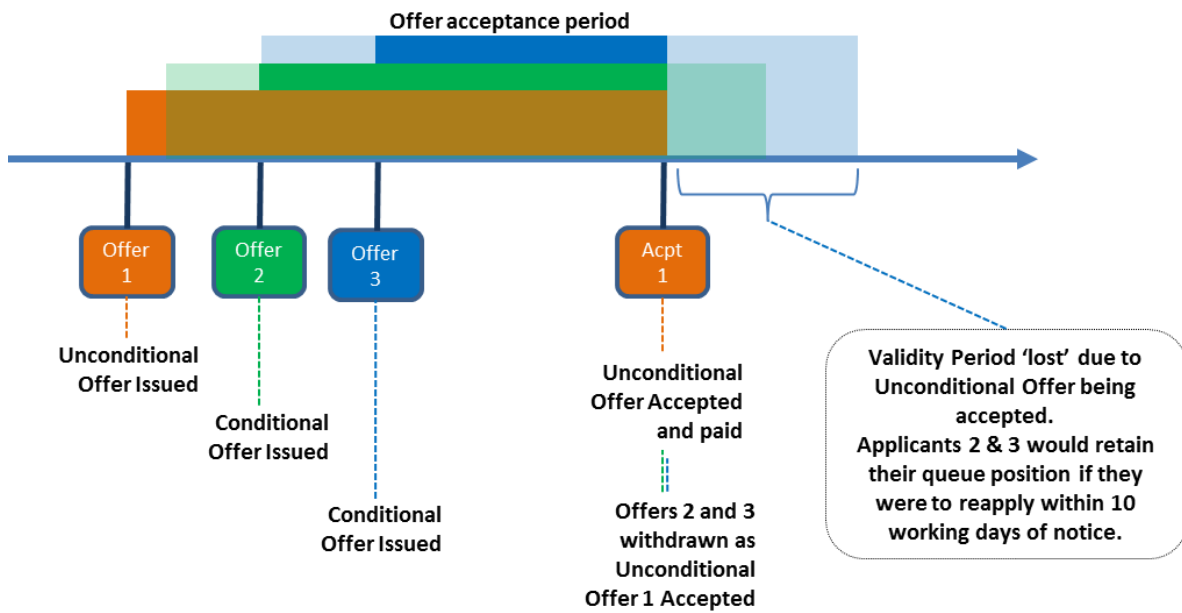 Offer acceptance period
Offer
1
Offer
2
Offer
3
Acpt
1
Unconditional
Offer Issued
Conditional
Offer Issued
Conditional
Offer Issued
Unconditional
Offer Accepted
and paid
Offers 2 and 3
withdrawn as
Unconditional
Offer 1 Accepted
Validity Period ‘lost’ due to
Unconditional Offer being
accepted.
Applicants 2 & 3 would retain
their queue position if they
were to reapply within 10
working days of notice.